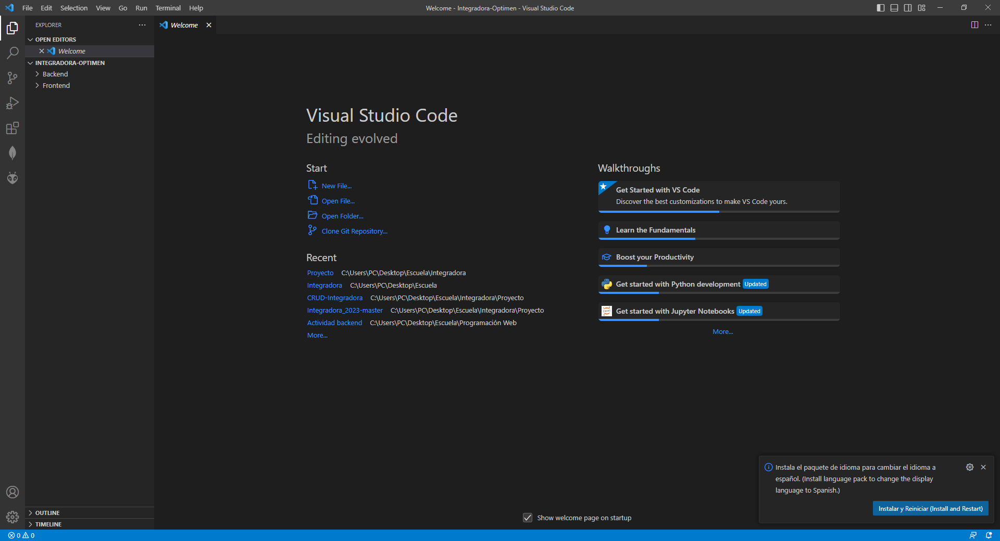 File Edit Selection View Go Run Terminal Help
Welcome - Integradora-Optimen - Visual Studio Code
EXPLORER
OPEN EDITORS
Welcome
INTEGRADORA-OPTIMEN
Backend
Frontend
OUTLINE
TIMELINE
Welcome
Visual Studio Code
Editing evolved
Start
New File...
Open File...
Open Folder...
Clone Git Repository...
Recent
Proyecto C:\Users\PC\Desktop\Escuela\Integradora
Integradora C:\Users\PC\Desktop\Escuela
CRUD-Integradora C:\Users\PC\Desktop\Escuela\Integradora\Proyecto
Integradora_2023-master C:\Users\PC\Desktop\Escuela\Integradora\Proyecto
Actividad backend C:\Users\PC\Desktop\Escuela\Programación Web
More...
Walkthroughs
Get Started with VS Code
Discover the best customizations to make VS Code yours.
Learn the Fundamentals
Boost your Productivity
Get started with Python development Updated
Get started with Jupyter Notebooks Updated
More...
Show welcome page on startup
Instala el paquete de idioma para cambiar el idioma a
español. (Install language pack to change the display
language to Spanish.)
Instalar y Reiniciar (Install and Restart)
0 0